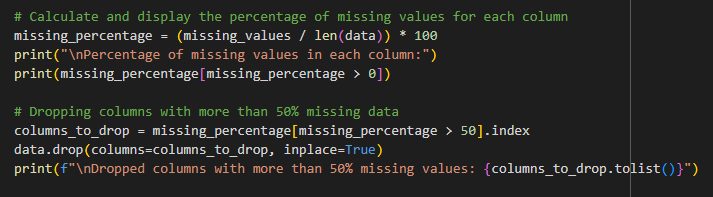 # Calculate and display the percentage of missing values for each column
missing_percentage = (missing_values / len(data)) * 100
print("\nPercentage of missing values in each column:")
print(missing_percentage[missing_percentage > 0])

# Dropping columns with more than 50% missing data
columns_to_drop = missing_percentage[missing_percentage > 50].index
data.drop(columns=columns_to_drop, inplace=True)
print(f"\nDropped columns with more than 50% missing values: {columns_to_drop.tolist()}")